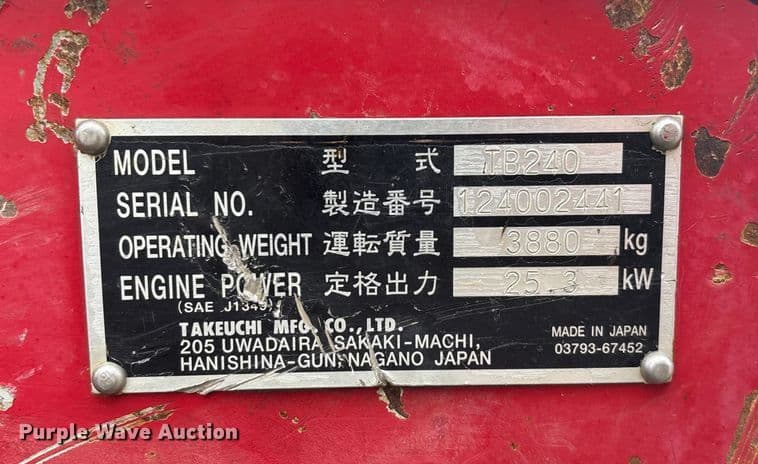 MODEL 型式 TB240
SERIAL NO. 製造番号 124002441
OPERATING WEIGHT 運転質量 3880 kg
ENGINE POWER 定格出力 25.3 kW
(SAE J1349)
TAKEUCHI MFG. CO., LTD.
205 UWADAIRA SAKAKI-MACHI,
HANISHINA-GUN, NAGANO JAPAN
MADE IN JAPAN
03793-67452
Purple Wave Auction